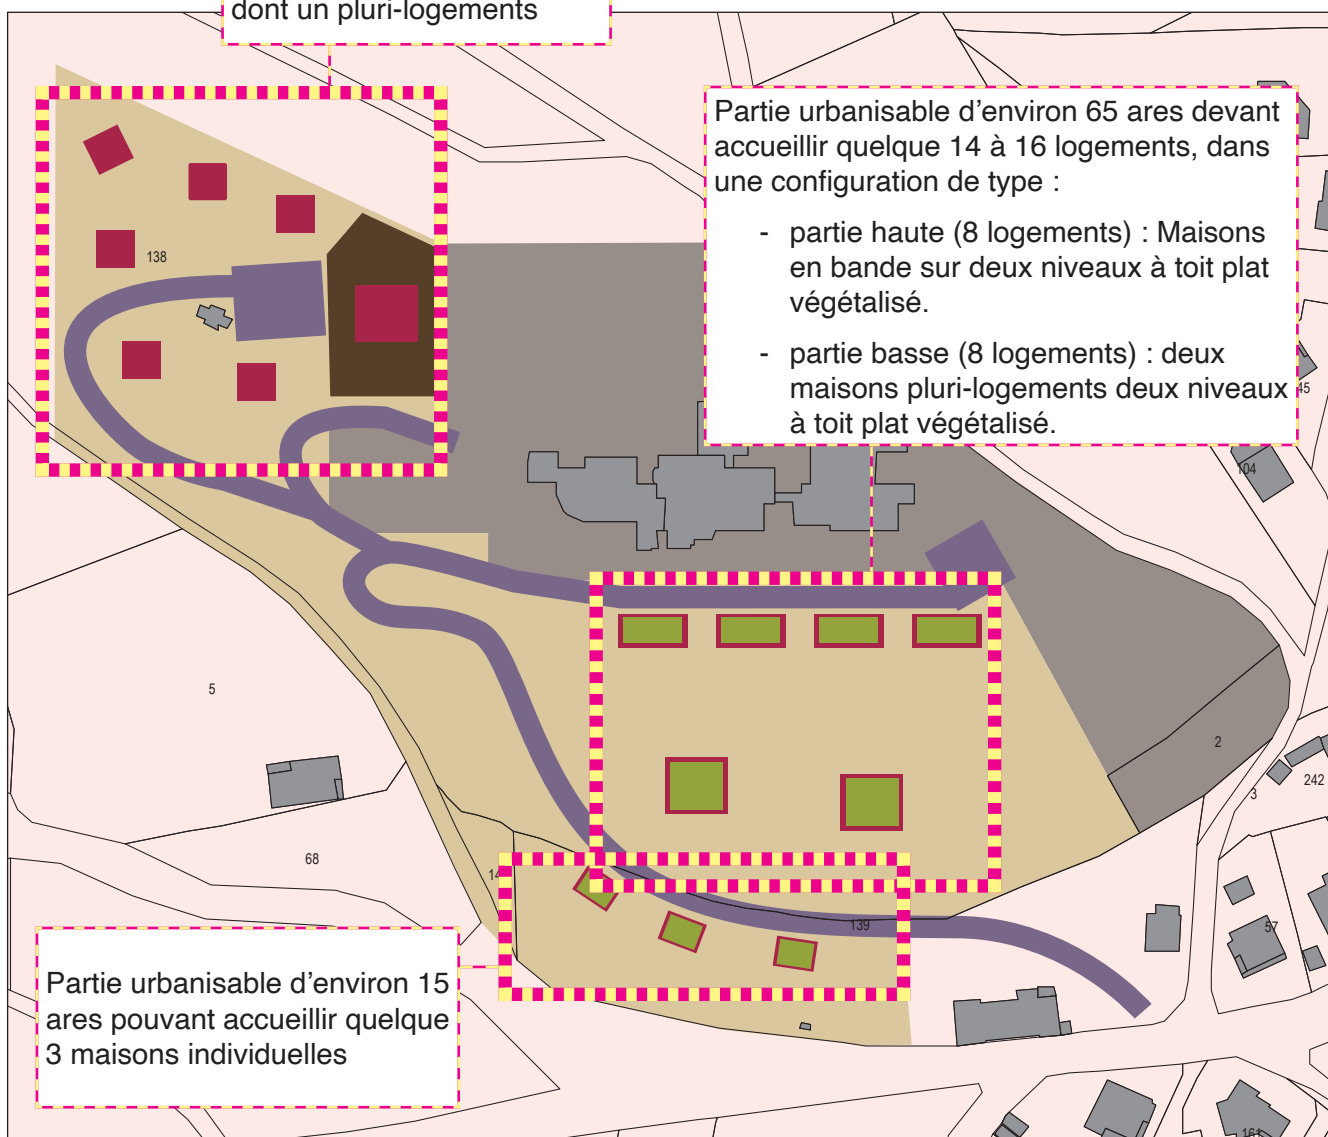 dont un pluri-logements
Partie urbanisable d’environ 65 ares devant
accueillir quelque 14 à 16 logements, dans
une configuration de type :
- partie haute (8 logements) : Maisons
en bande sur deux niveaux à toit plat
végétalisé.
- partie basse (8 logements) : deux
maisons pluri-logements deux niveaux
à toit plat végétalisé.
138
45
104
5
2
3
242
68
14
139
57
Partie urbanisable d’environ 15
ares pouvant accueillir quelque
3 maisons individuelles
161